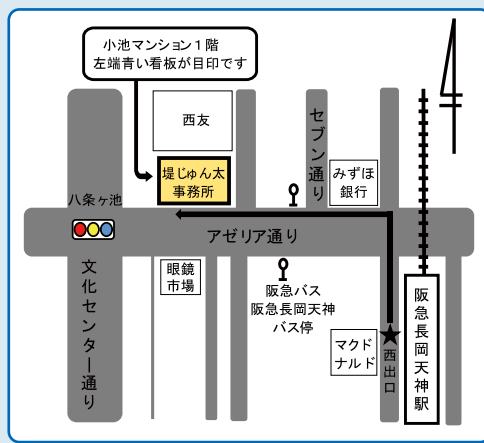 小池マンション１階
左端青い看板が目印です
西友
堤じゅん太
事務所
セブン通り
みずほ
銀行
八条ヶ池
アゼリア通り
文化センター通り
眼鏡
市場
阪急バス
阪急長岡天神
バス停
マクド
ナルド
西出口
阪急長岡天神駅